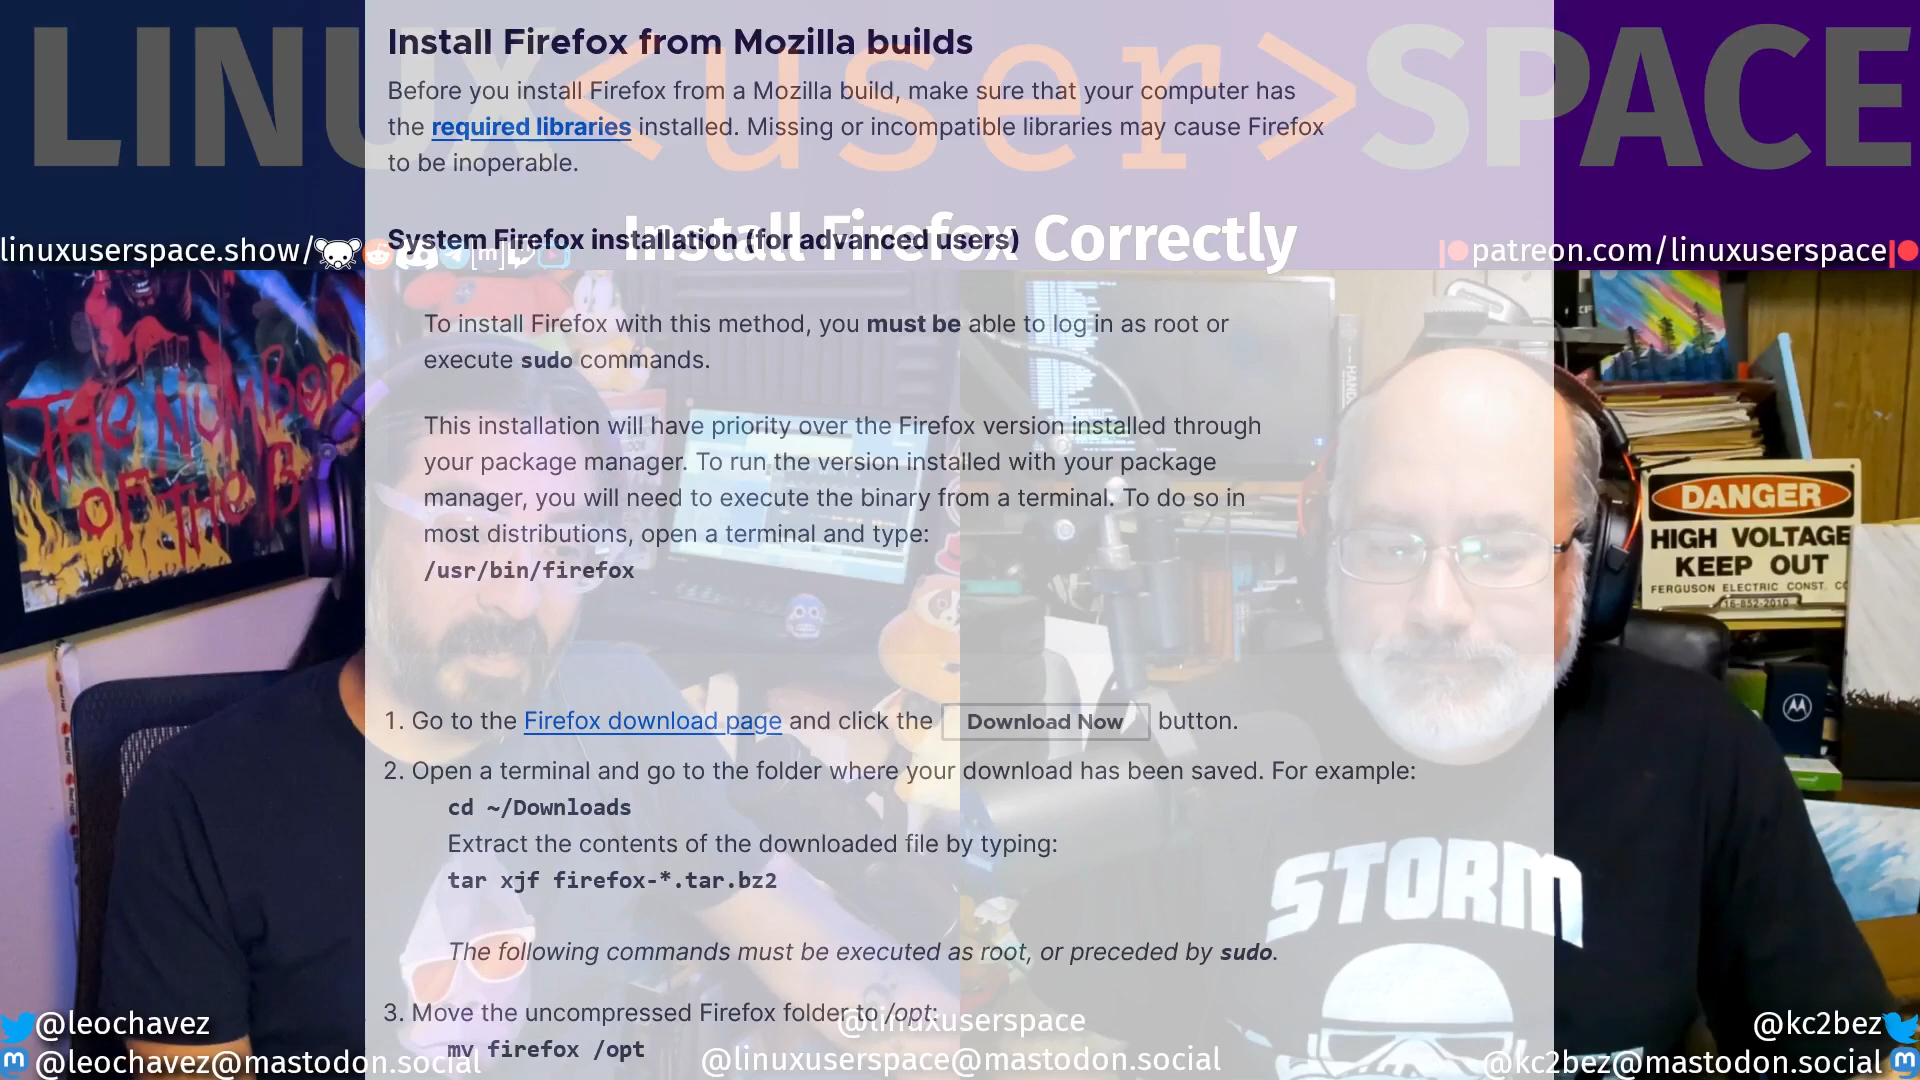 LINUX<user>SPACE
Install Firefox from Mozilla builds
Before you install Firefox from a Mozilla build, make sure that your computer has
the required libraries installed. Missing or incompatible libraries may cause Firefox
to be inoperable.
Install Firefox Correctly
System Firefox installation (for advanced users)
linuxuserspace.show/
patreon.com/linuxuserspace
To install Firefox with this method, you must be able to log in as root or
execute sudo commands.
This installation will have priority over the Firefox version installed through
your package manager. To run the version installed with your package
manager, you will need to execute the binary from a terminal. To do so in
most distributions, open a terminal and type:
/usr/bin/firefox
THE NUMBER
OF THE B
DANGER
HIGH VOLTAGE
KEEP OUT
FERGUSON ELECTRIC CONST. CO
16-852-2010
1. Go to the Firefox download page and click the Download Now button.
2. Open a terminal and go to the folder where your download has been saved. For example:
cd ~/Downloads
Extract the contents of the downloaded file by typing:
tar xjf firefox-*.tar.bz2
STORM
The following commands must be executed as root, or preceded by sudo.
3. Move the uncompressed Firefox folder to /opt:
mv firefox /opt
@leochavez
@leochavez@mastodon.social
@linuxuserspace
@linuxuserspace@mastodon.social
@kc2bez
@kc2bez@mastodon.social